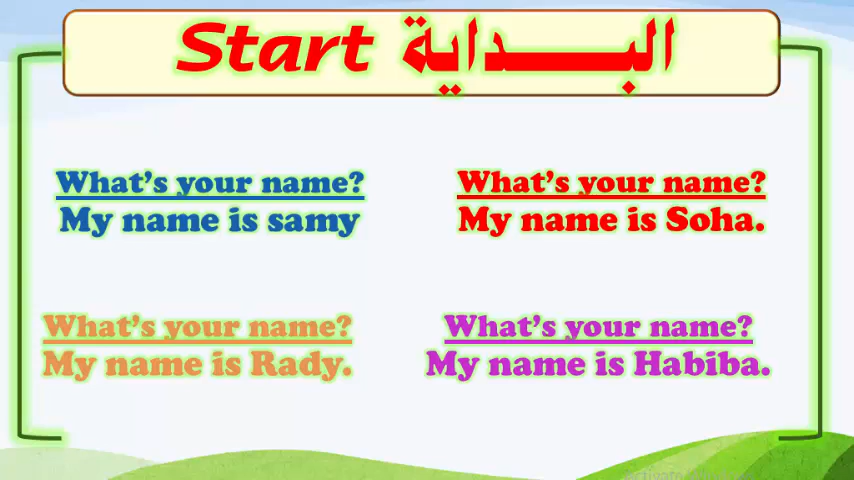 Start البـــداية
What's your name?
My name is samy
What's your name?
My name is Soha.
What's your name?
My name is Rady.
What's your name?
My name is Habiba.